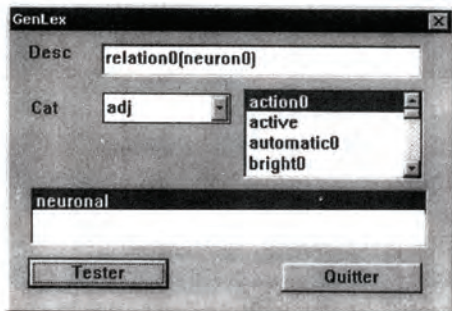 GenLex
Desc relation0(neuron0)
Cat adj
action0
active
automatic0
bright0
neuronal
Tester Quitter